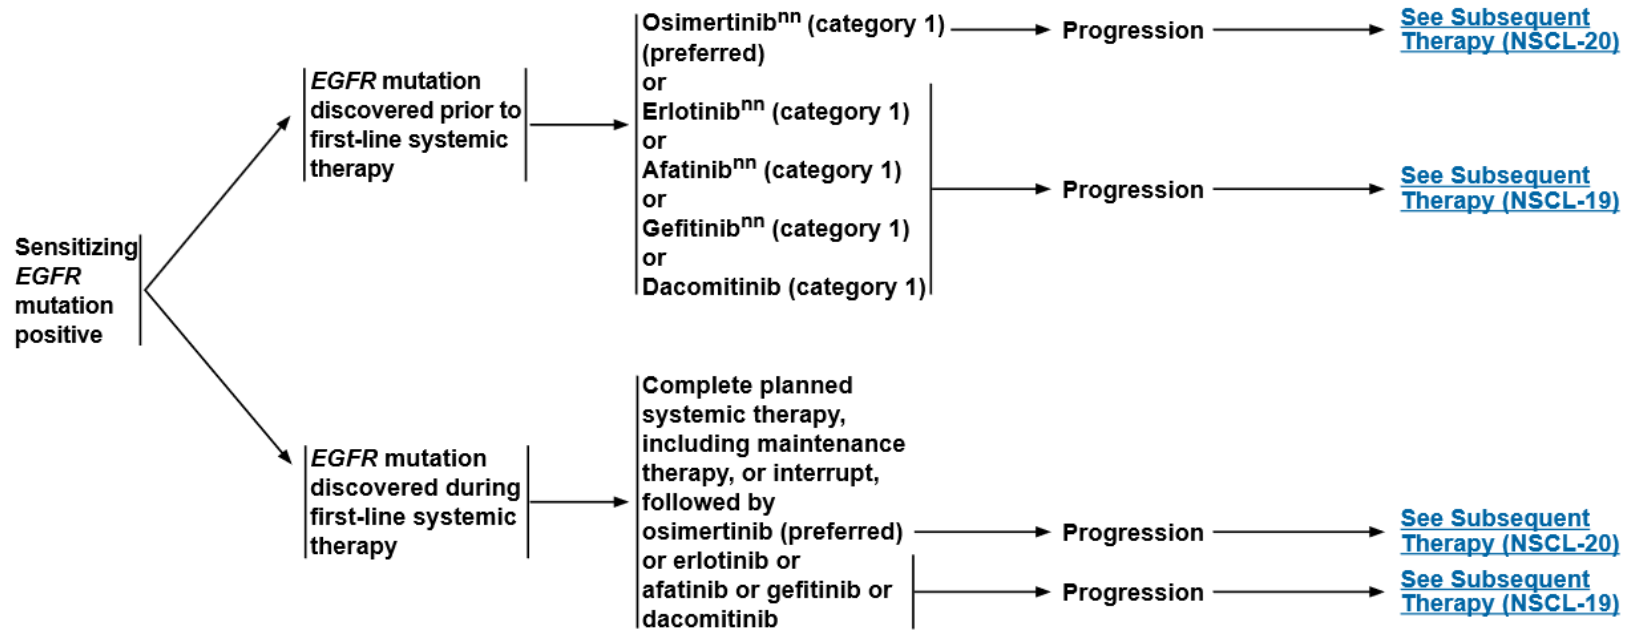 Sensitizing
EGFR
mutation
positive
EGFR mutation
discovered prior to
first-line systemic
therapy
Osimertinibnn (category 1)
(preferred)
or
Erlotinibnn (category 1)
or
Afatinibnn (category 1)
or
Gefitinibnn (category 1)
or
Dacomitinib (category 1)
Progression
See Subsequent
Therapy (NSCL-20)
Progression
See Subsequent
Therapy (NSCL-19)
EGFR mutation
discovered during
first-line systemic
therapy
Complete planned
systemic therapy,
including maintenance
therapy, or interrupt,
followed by
osimertinib (preferred)
or erlotinib or
afatinib or gefitinib or
dacomitinib
Progression
See Subsequent
Therapy (NSCL-20)
Progression
See Subsequent
Therapy (NSCL-19)